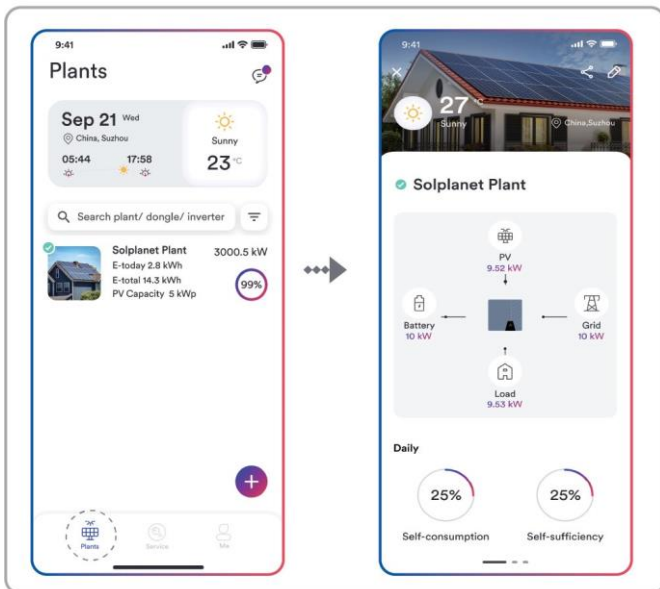 9:41
Plants
Sep 21 Wed
China, Suzhou
05:44 17:58
Sunny
23 °C
Search plant/ dongle/ inverter
Solplanet Plant
3000.5 kW
E-today 2.8 kWh
E-total 14.3 kWh
PV Capacity 5 kWp
99%
Plants
Service
Me
9:41
27 °C
Sunny
China,Suzhou
Solplanet Plant
PV
9.52 kW
Battery
10 kW
Grid
10 kW
Load
9.53 kW
Daily
25%
25%
Self-consumption
Self-sufficiency